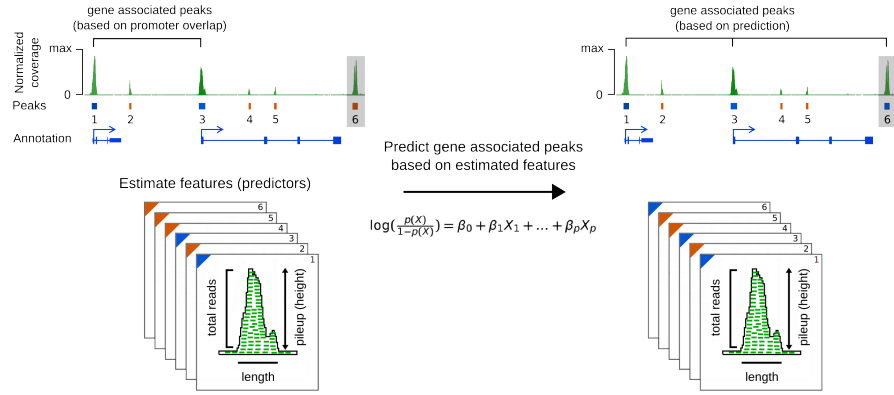 gene associated peaks
(based on promoter overlap)
Normalized
coverage
max
0
Peaks
1 2 3 4 5 6
Annotation
gene associated peaks
(based on prediction)
max
0
1 2 3 4 5 6
Predict gene associated peaks
based on estimated features
log(p(X)/1−p(X)) = β0 + β1X1 + ... + βpXp
Estimate features (predictors)
6
5
4
3
2
1
total reads
pileup (height)
length
6
5
4
3
2
1
total reads
pileup (height)
length